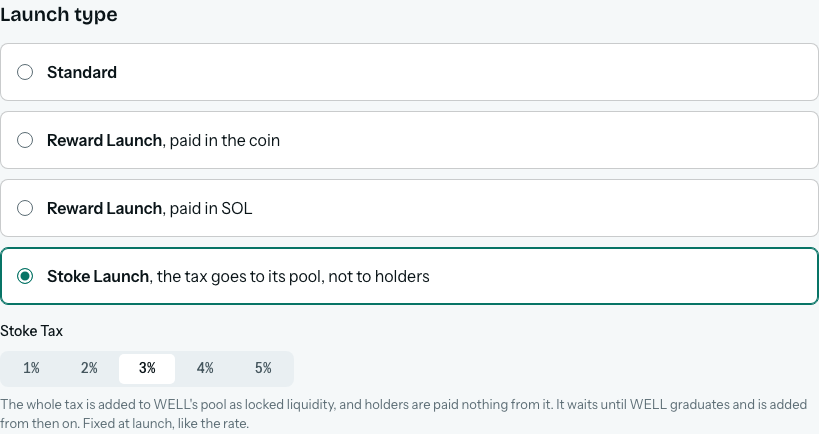 Launch type
Standard
Reward Launch, paid in the coin
Reward Launch, paid in SOL
Stoke Launch, the tax goes to its pool, not to holders
Stoke Tax
1% 2% 3% 4% 5%
The whole tax is added to WELL's pool as locked liquidity, and holders are paid nothing from it. It waits until WELL graduates and is added
from then on. Fixed at launch, like the rate.